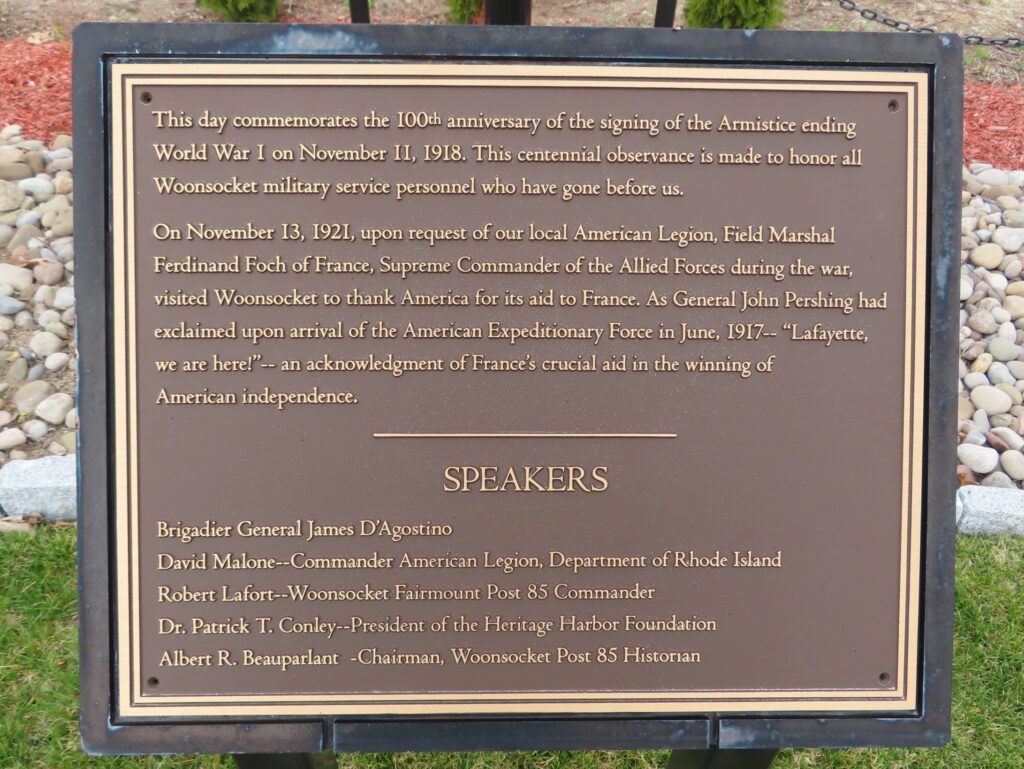 This day commemorates the 100th anniversary of the signing of the Armistice ending
World War I on November 11, 1918. This centennial observance is made to honor all
Woonsocket military service personnel who have gone before us.
On November 13, 1921, upon request of our local American Legion, Field Marshal
Ferdinand Foch of France, Supreme Commander of the Allied Forces during the war,
visited Woonsocket to thank America for its aid to France. As General John Pershing had
exclaimed upon arrival of the American Expeditionary Force in June, 1917-- “Lafayette,
we are here!”-- an acknowledgment of France’s crucial aid in the winning of
American independence.
SPEAKERS
Brigadier General James D’Agostino
David Malone--Commander American Legion, Department of Rhode Island
Robert Lafort--Woonsocket Fairmount Post 85 Commander
Dr. Patrick T. Conley--President of the Heritage Harbor Foundation
Albert R. Beauparlant -Chairman, Woonsocket Post 85 Historian